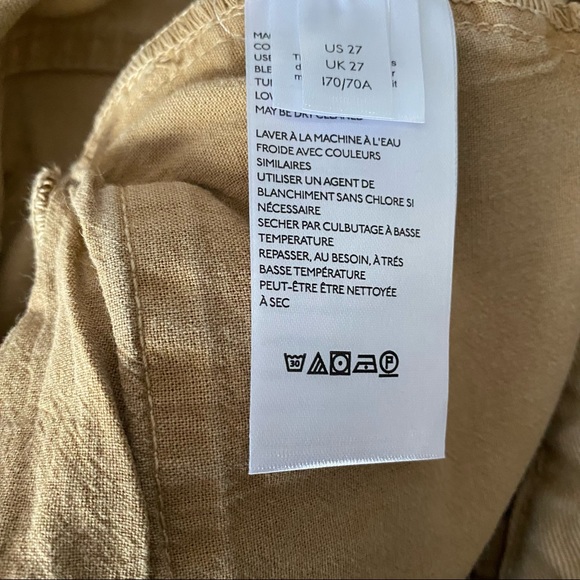 US 27
UK 27
170/70A
MAY BE DRY CLEANED
LAVER À LA MACHINE À L'EAU
FROIDE AVEC COULEURS
SIMILAIRES
UTILISER UN AGENT DE
BLANCHIMENT SANS CHLORE SI
NÉCESSAIRE
SECHER PAR CULBUTAGE À BASSE
TEMPERATURE
REPASSER, AU BESOIN, À TRÉS
BASSE TEMPÉRATURE
PEUT-ÊTRE ÊTRE NETTOYÉE
À SEC
30
P